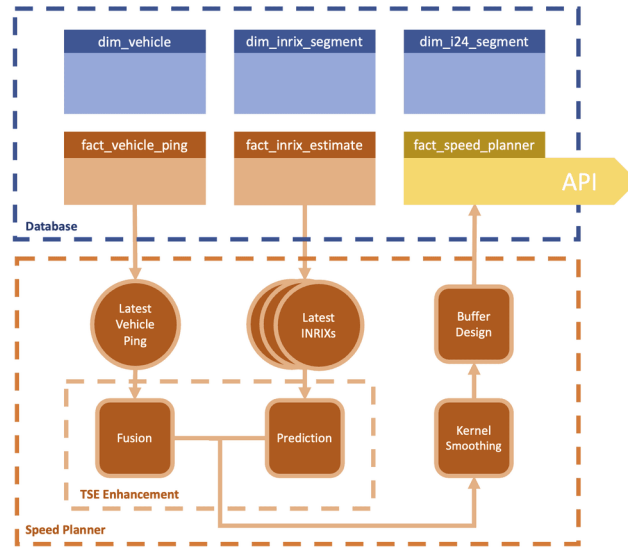 dim_vehicle
dim_inrix_segment
dim_i24_segment
fact_vehicle_ping
fact_inrix_estimate
fact_speed_planner
API
Database
Latest
Vehicle
Ping
Latest
INRIXs
Buffer
Design
Fusion
Prediction
Kernel
Smoothing
TSE Enhancement
Speed Planner